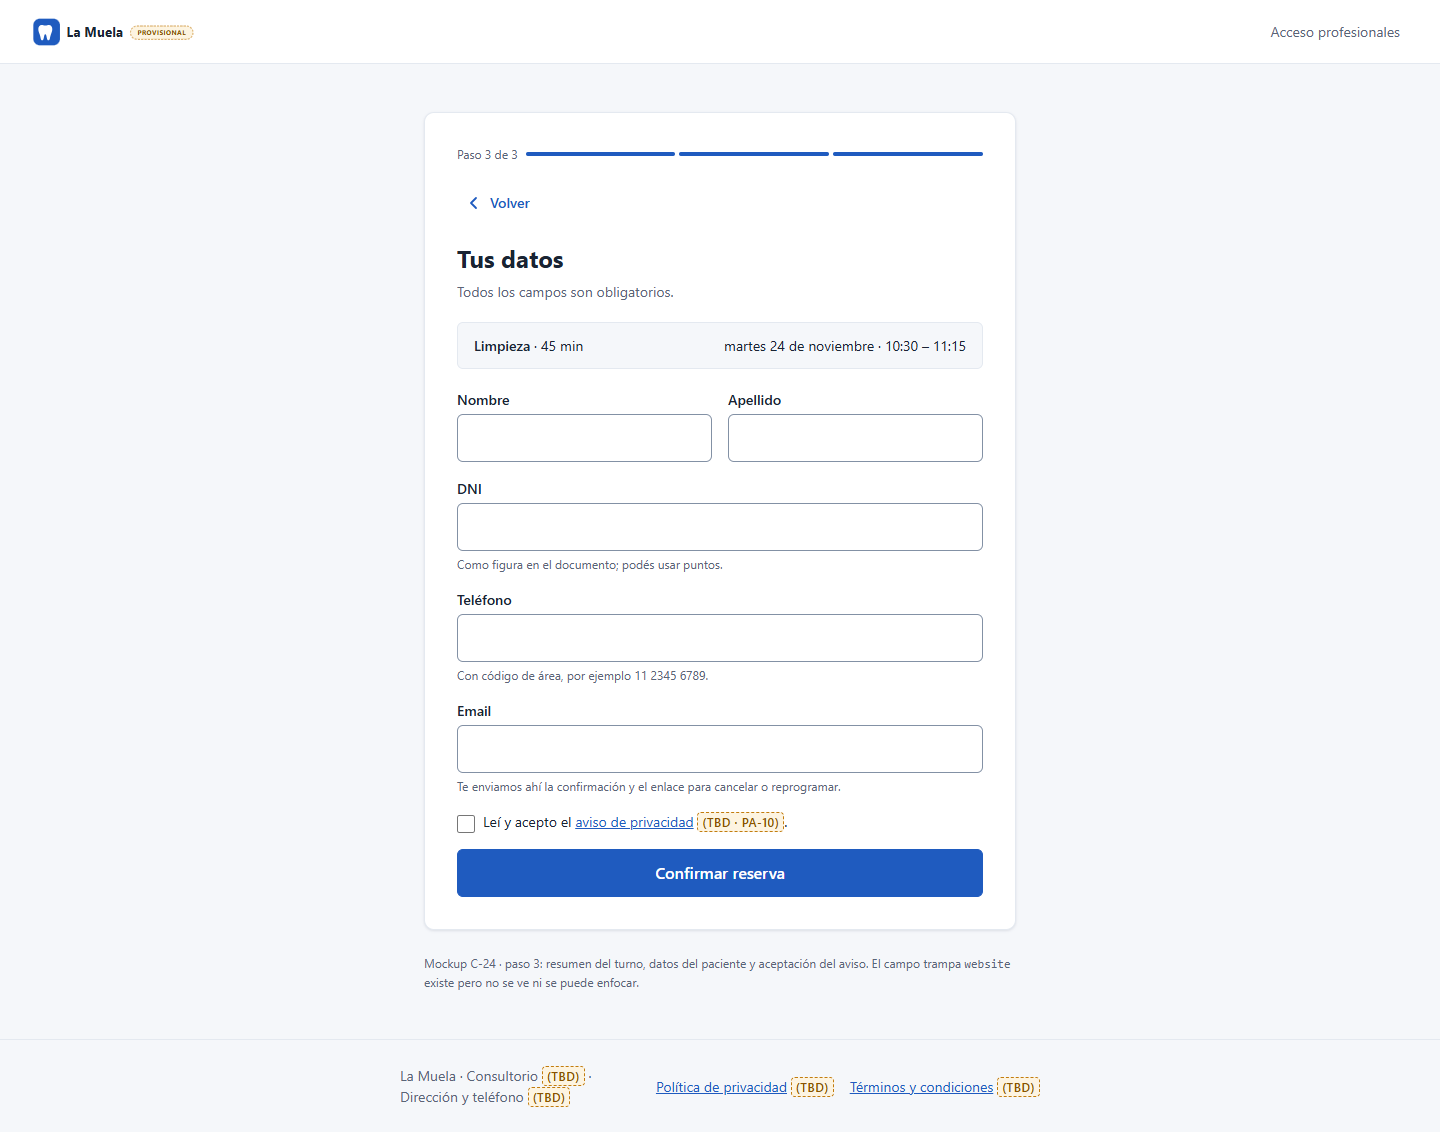 La Muela PROVISIONAL
Acceso profesionales
Paso 3 de 3
Volver
Tus datos
Todos los campos son obligatorios.
Limpieza · 45 min
martes 24 de noviembre · 10:30 – 11:15
Nombre
Apellido
DNI
Como figura en el documento; podés usar puntos.
Teléfono
Con código de área, por ejemplo 11 2345 6789.
Email
Te enviamos ahí la confirmación y el enlace para cancelar o reprogramar.
Leí y acepto el aviso de privacidad (TBD · PA-10).
Confirmar reserva
Mockup C-24 · paso 3: resumen del turno, datos del paciente y aceptación del aviso. El campo trampa website
existe pero no se ve ni se puede enfocar.
La Muela · Consultorio (TBD) ·
Dirección y teléfono (TBD)
Política de privacidad (TBD)
Términos y condiciones (TBD)